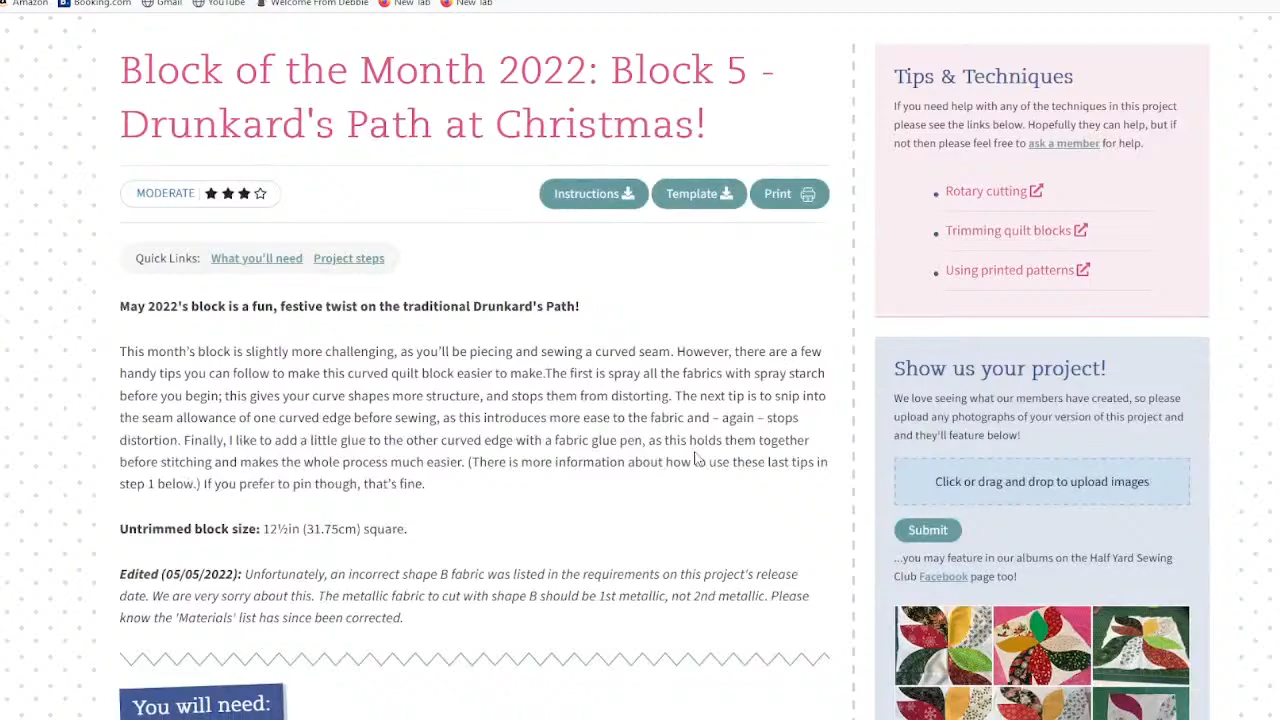 Amazon Booking.com Gmail YouTube Welcome From Debbie New Tab New Tab
Block of the Month 2022: Block 5 -
Drunkard's Path at Christmas!
MODERATE
Instructions Template Print
Quick Links: What you'll need Project steps
May 2022's block is a fun, festive twist on the traditional Drunkard's Path!
This month’s block is slightly more challenging, as you’ll be piecing and sewing a curved seam. However, there are a few
handy tips you can follow to make this curved quilt block easier to make.The first is spray all the fabrics with spray starch
before you begin; this gives your curve shapes more structure, and stops them from distorting. The next tip is to snip into
the seam allowance of one curved edge before sewing, as this introduces more ease to the fabric and – again – stops
distortion. Finally, I like to add a little glue to the other curved edge with a fabric glue pen, as this holds them together
before stitching and makes the whole process much easier. (There is more information about how to use these last tips in
step 1 below.) If you prefer to pin though, that’s fine.
Untrimmed block size: 12½in (31.75cm) square.
Edited (05/05/2022): Unfortunately, an incorrect shape B fabric was listed in the requirements on this project's release
date. We are very sorry about this. The metallic fabric to cut with shape B should be 1st metallic, not 2nd metallic. Please
know the 'Materials' list has since been corrected.
You will need:
Tips & Techniques
If you need help with any of the techniques in this project
please see the links below. Hopefully they can help, but if
not then please feel free to ask a member for help.
Rotary cutting
Trimming quilt blocks
Using printed patterns
Show us your project!
We love seeing what our members have created, so please
upload any photographs of your version of this project and
and they'll feature below!
Click or drag and drop to upload images
Submit
...you may feature in our albums on the Half Yard Sewing
Club Facebook page too!